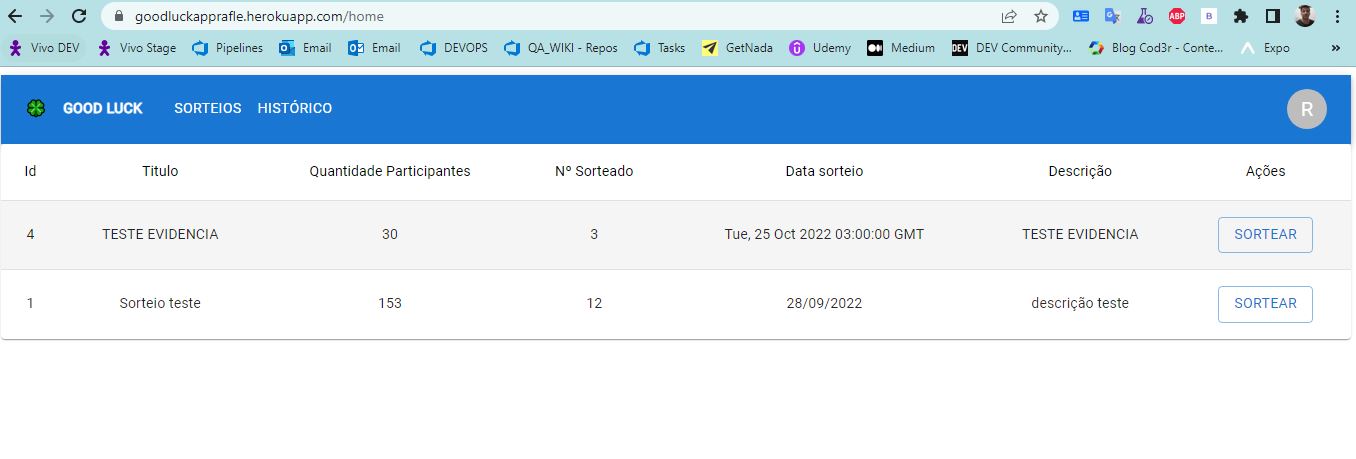 goodluckapprafle.herokuapp.com/home
ABP B
Vivo DEV Vivo Stage Pipelines Email Email DEVOPS QA_WIKI - Repos Tasks GetNada Udemy Medium DEV DEV Community... Blog Cod3r - Conte... Expo »
GOOD LUCK SORTEIOS HISTÓRICO R
Id Titulo Quantidade Participantes Nº Sorteado Data sorteio Descrição Ações
4 TESTE EVIDENCIA 30 3 Tue, 25 Oct 2022 03:00:00 GMT TESTE EVIDENCIA SORTEAR
1 Sorteio teste 153 12 28/09/2022 descrição teste SORTEAR